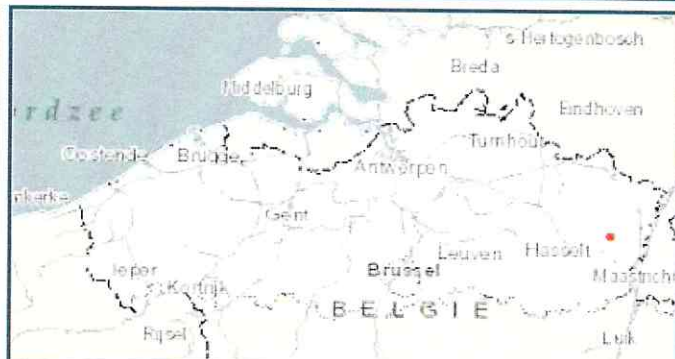 's Hertogenbosch
Breda
Middelburg
Eindhoven
rdzee
Turnhout
Oostende
Brugge
Antwerpen
nkerke
Gent
Leuven
Hasselt
Brussel
Ieper
Maastricht
Kortrijk
BELGIE
Rijsel
Luik